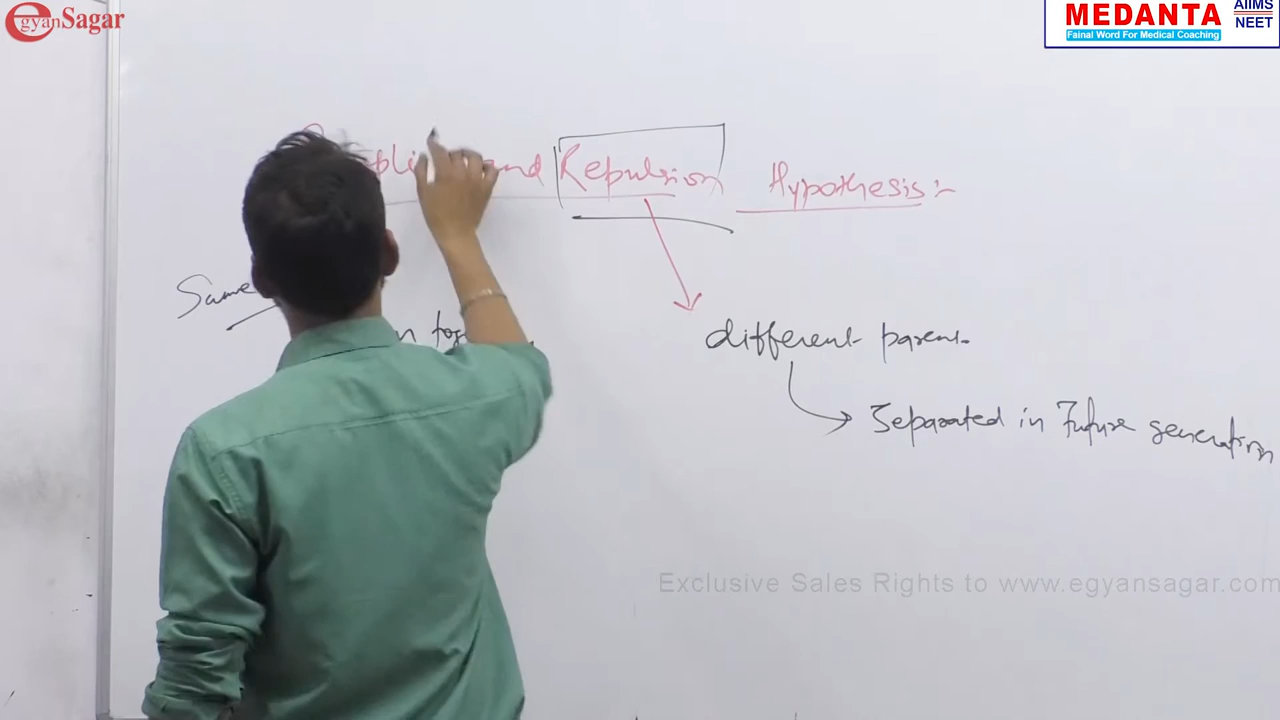 egyanSagar
MEDANTA
AIIMS
NEET
Fainal Word For Medical Coaching
and Repulsion Hypothesis:-
Same
different parent
Separated in Future generation
Exclusive Sales Rights to www.egyansagar.com